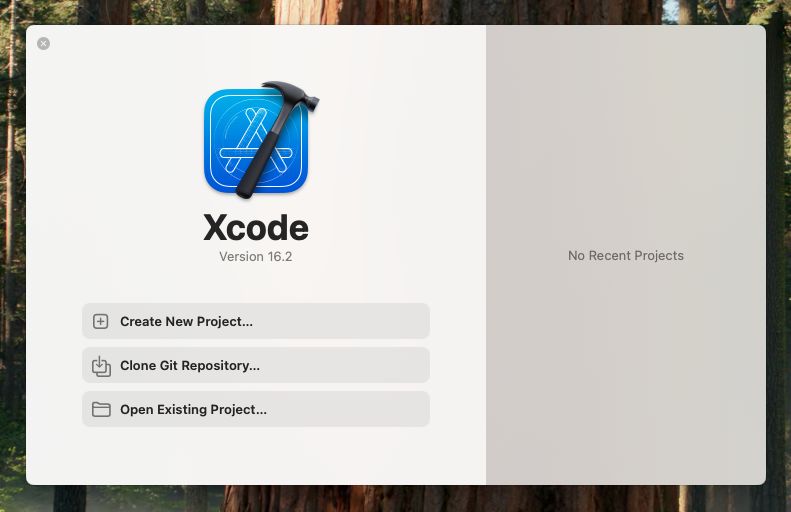 Xcode
Version 16.2
Create New Project...
Clone Git Repository...
Open Existing Project...
No Recent Projects